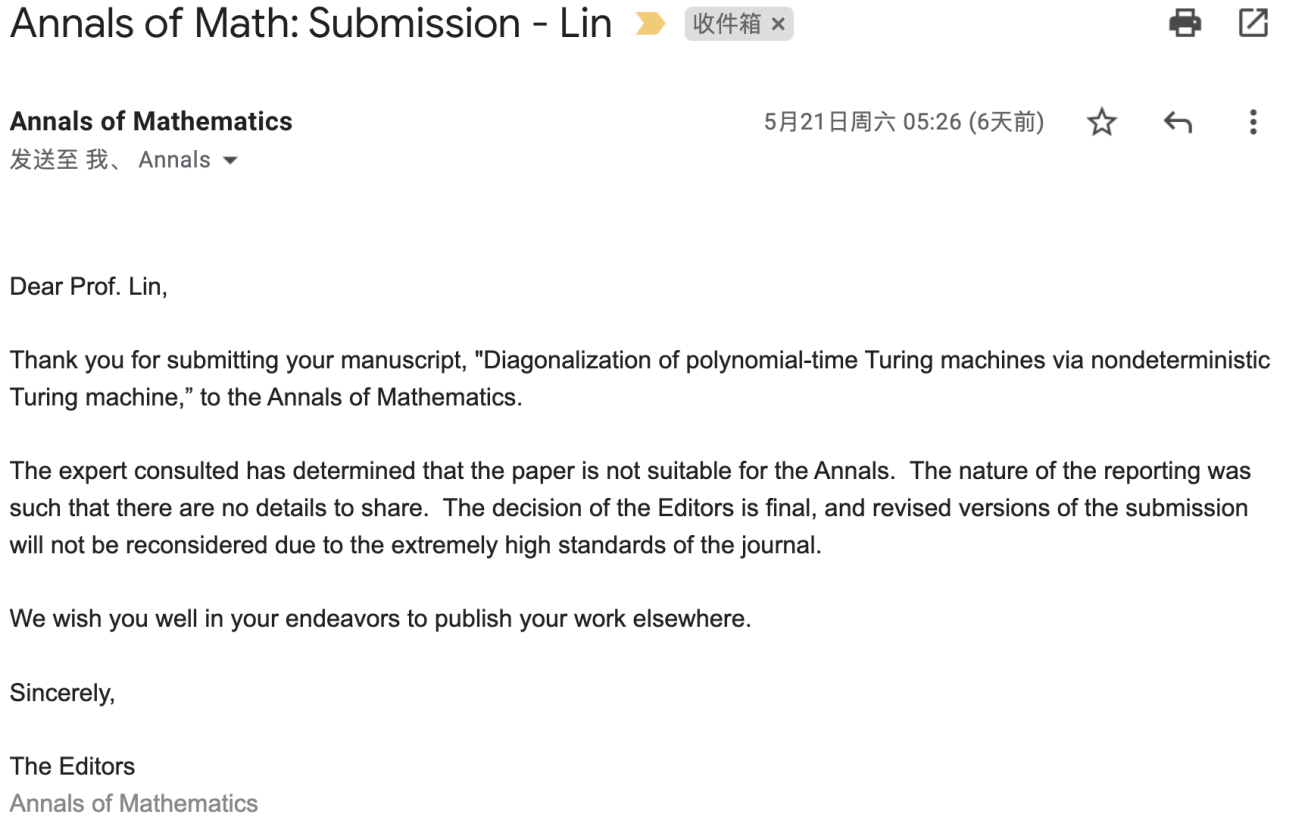 Annals of Math: Submission - Lin 收件箱 ×
Annals of Mathematics 5月21日周六 05:26 (6天前)
发送至 我、 Annals
Dear Prof. Lin,
Thank you for submitting your manuscript, "Diagonalization of polynomial-time Turing machines via nondeterministic
Turing machine,” to the Annals of Mathematics.
The expert consulted has determined that the paper is not suitable for the Annals.  The nature of the reporting was
such that there are no details to share.  The decision of the Editors is final, and revised versions of the submission
will not be reconsidered due to the extremely high standards of the journal.
We wish you well in your endeavors to publish your work elsewhere.
Sincerely,
The Editors
Annals of Mathematics